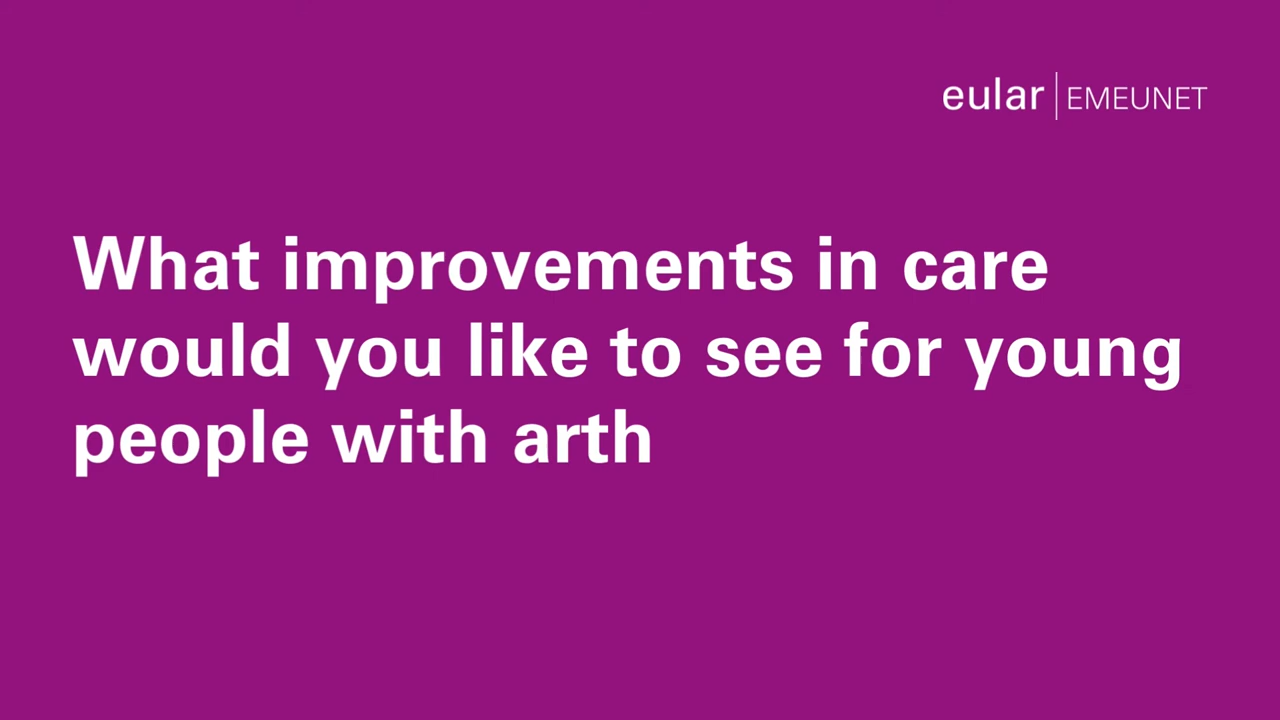 eular | EMEUNET
What improvements in care
would you like to see for young
people with arth